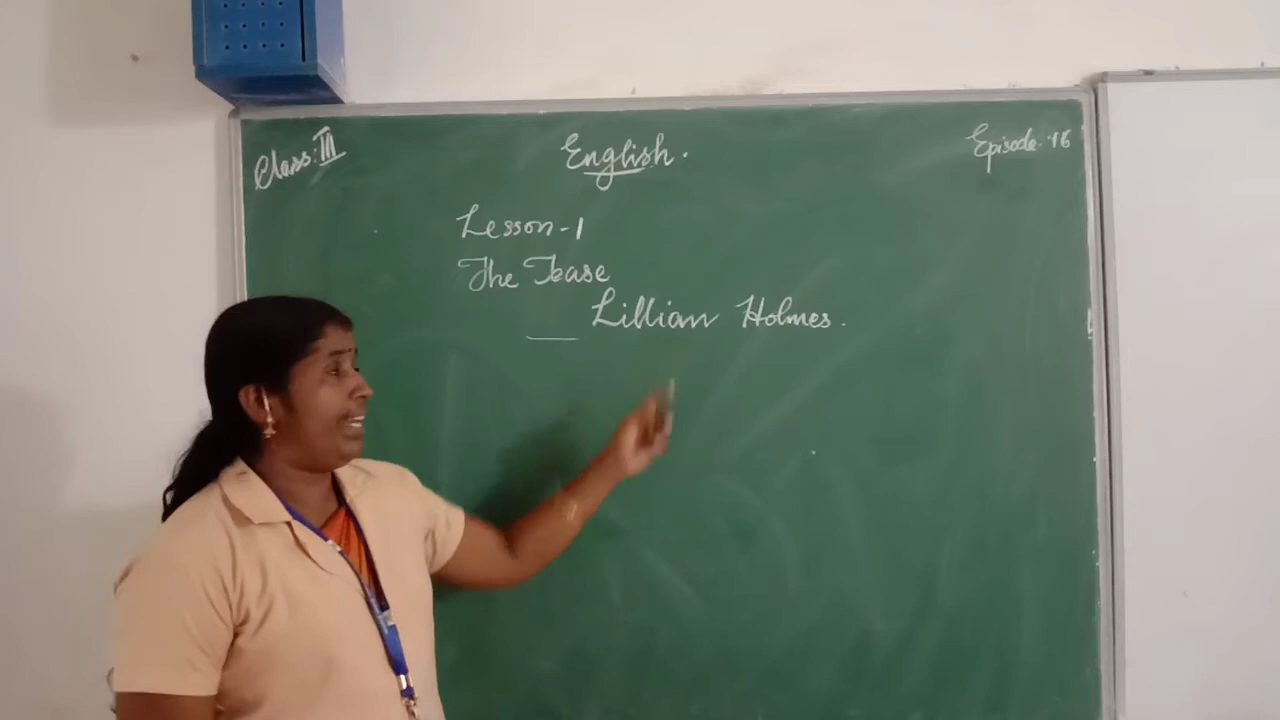 Class: III
English.
Episode: 16
Lesson-1
The Tease
— Lillian Holmes.